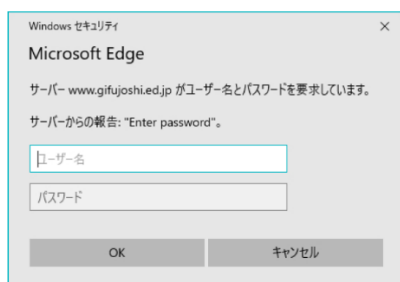 Windows セキュリティ
Microsoft Edge
サーバー www.gifujoshi.ed.jp がユーザー名とパスワードを要求しています。
サーバーからの報告: "Enter password"。
ユーザー名
パスワード
OK キャンセル